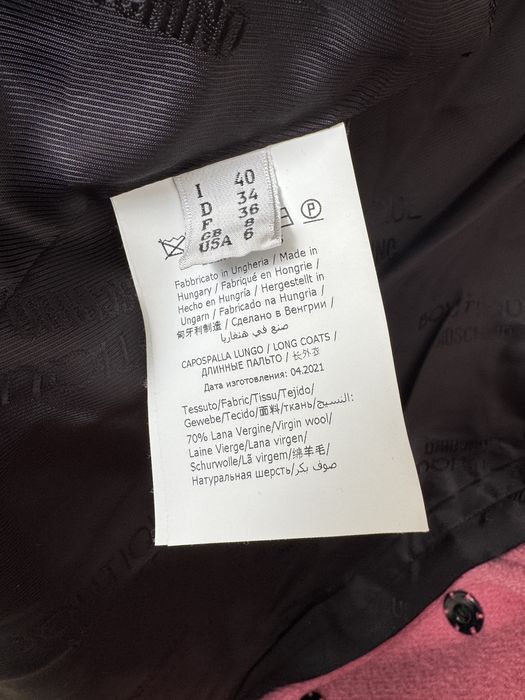 CHINO
I 40
D 34
F 36
GB 8
USA 6
P
Fabbricato in Ungheria / Made in
Hungary / Fabriqué en Hongrie /
Hecho en Hungría / Hergestellt in
Ungarn / Fabricado na Hungria /
匈牙利制造 / Сделано в Венгрии /
صنع في هنغاريا
CAPOSPALLA LUNGO / LONG COATS /
ДЛИННЫЕ ПАЛЬТО / 长外衣
Дата изготовления: 04.2021
Tessuto/Fabric/Tissu/Tejido/
Gewebe/Tecido/面料/ткань/النسيج:
70% Lana Vergine/Virgin wool/
Laine Vierge/Lana virgen/
Schurwolle/Lã virgem/绵羊毛/
Натуральная шерсть/صوف بكر